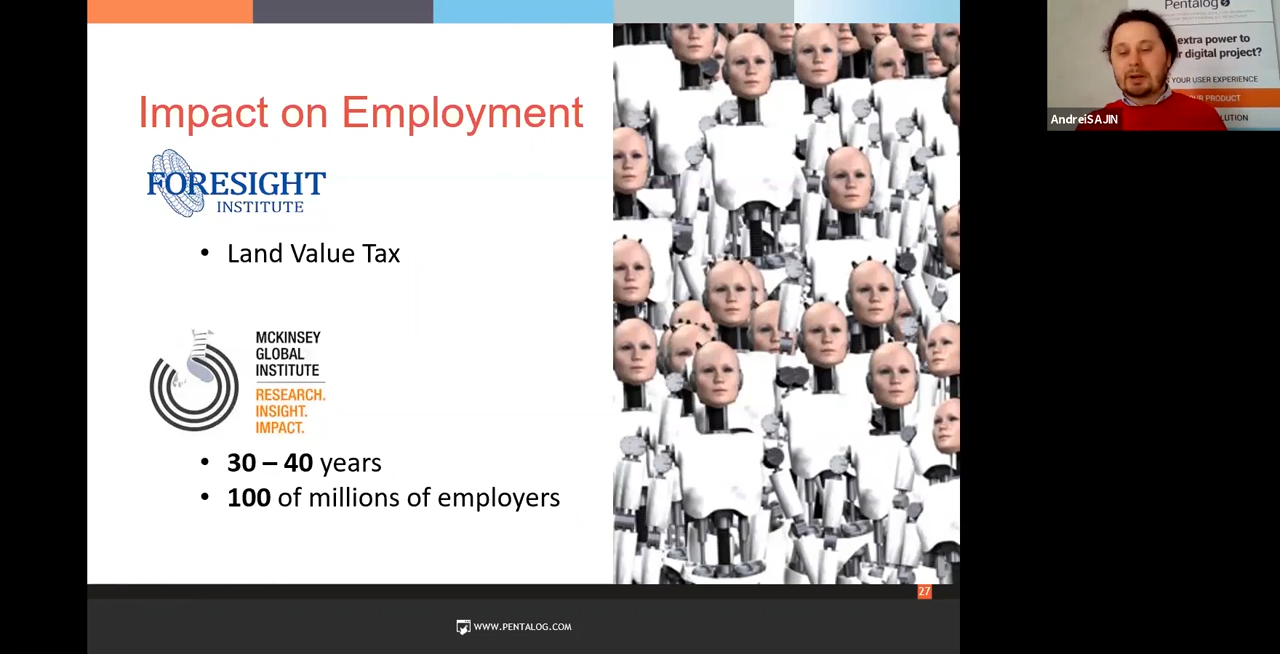 Impact on Employment
FORESIGHT
INSTITUTE
• Land Value Tax
MCKINSEY
GLOBAL
INSTITUTE
RESEARCH.
INSIGHT.
IMPACT.
• 30 – 40 years
• 100 of millions of employers
27
WWW.PENTALOG.COM
Pentalog
extra power to
digital project?
YOUR USER EXPERIENCE
PRODUCT
AndreiSAJIN